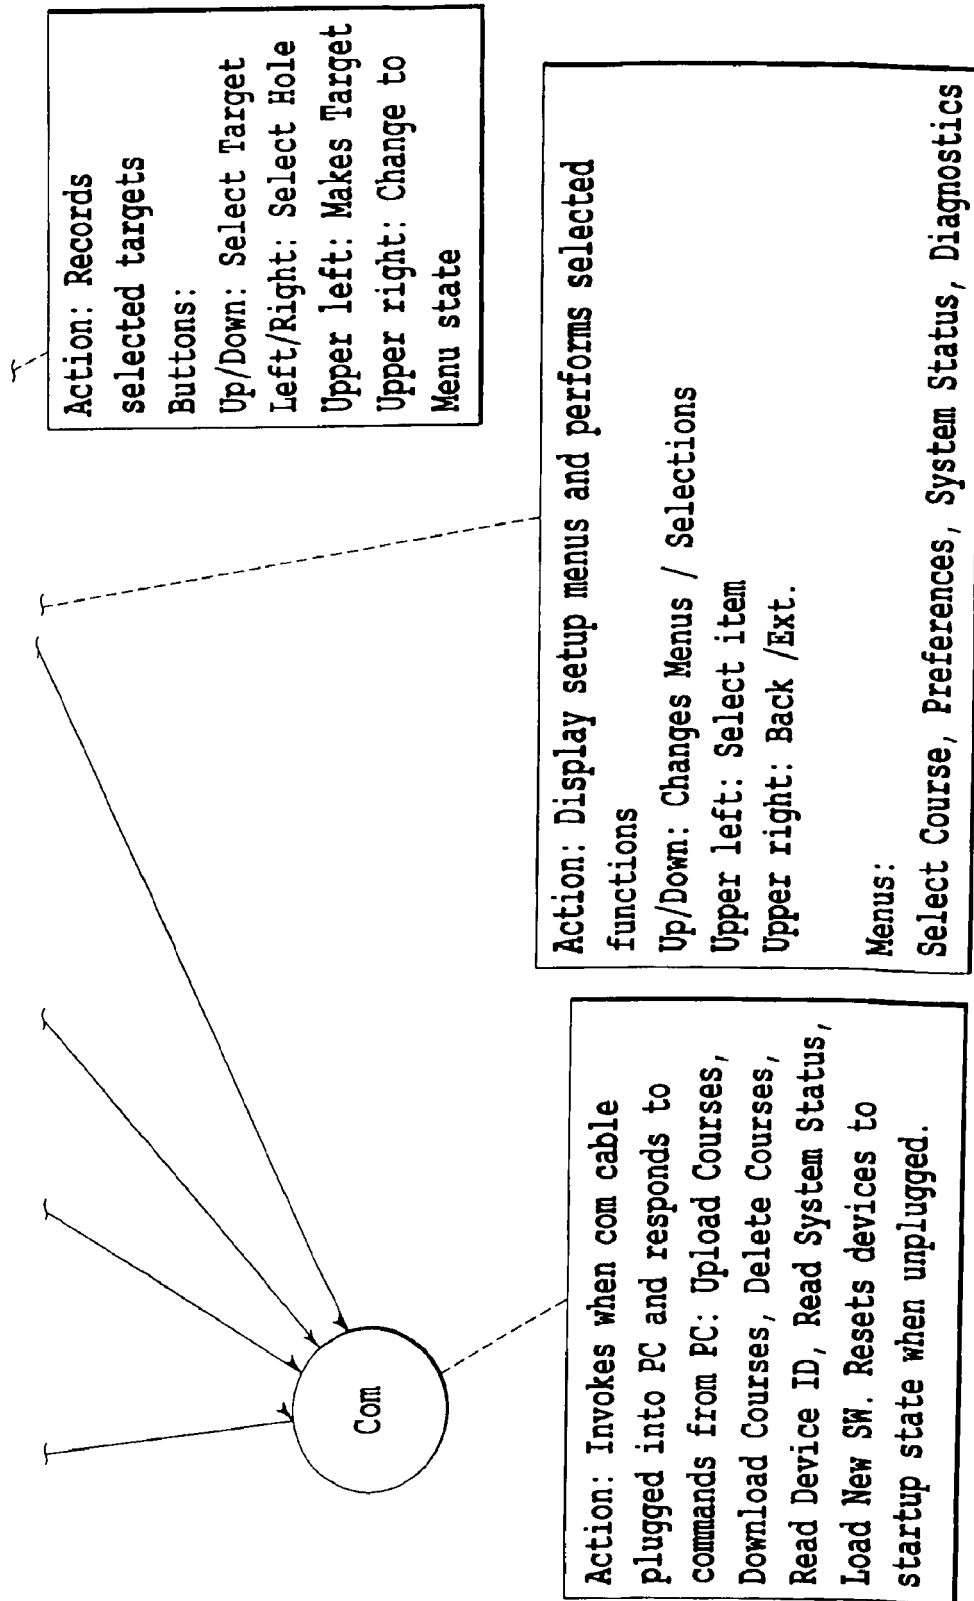 Com
Action: Invokes when com cable
plugged into PC and responds to
commands from PC: Upload Courses,
Download Courses, Delete Courses,
Read Device ID, Read System Status,
Load New SW. Resets devices to
startup state when unplugged.
Action: Display setup menus and performs selected
functions
Up/Down: Changes Menus / Selections
Upper left: Select item
Upper right: Back /Ext.
Menus:
Select Course, Preferences, System Status, Diagnostics
Action: Records
selected targets
Buttons:
Up/Down: Select Target
Left/Right: Select Hole
Upper left: Makes Target
Upper right: Change to
Menu state